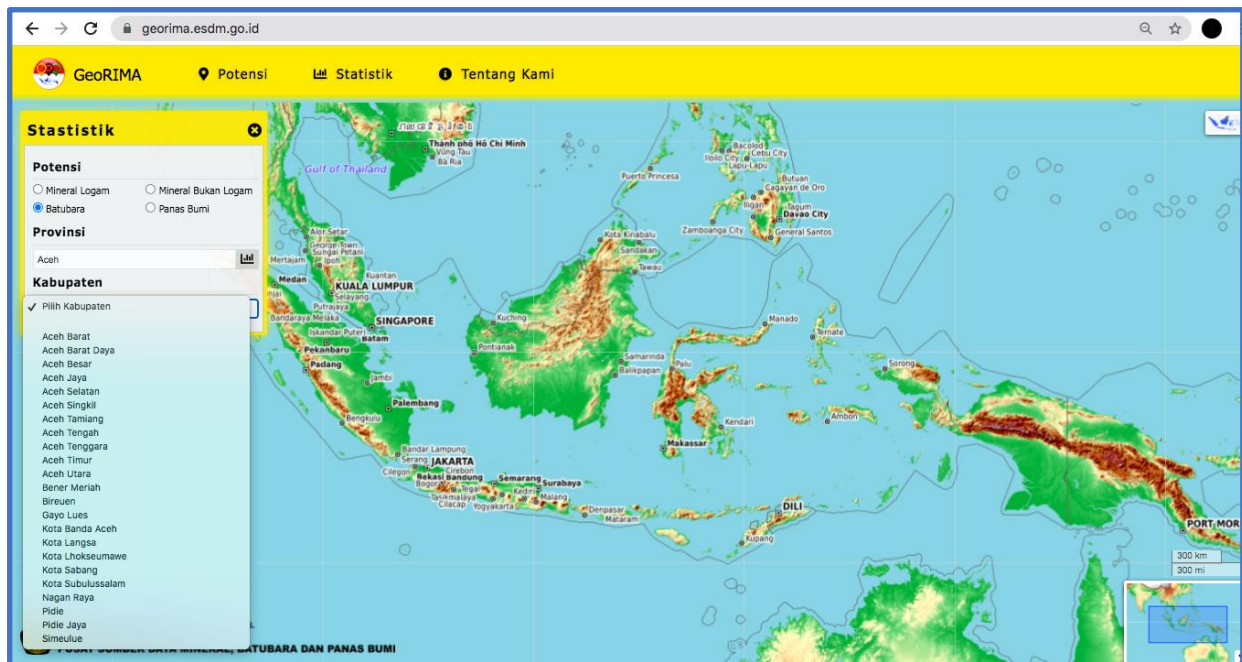 georima.esdm.go.id
GeoRIMA
Potensi
Statistik
Tentang Kami
Stastistik
Potensi
Mineral Logam
Mineral Bukan Logam
Batubara
Panas Bumi
Provinsi
Aceh
Kabupaten
✓ Pilih Kabupaten
Aceh Barat
Aceh Barat Daya
Aceh Besar
Aceh Jaya
Aceh Selatan
Aceh Singkil
Aceh Tamiang
Aceh Tengah
Aceh Tenggara
Aceh Timur
Aceh Utara
Bener Meriah
Bireuen
Gayo Lues
Kota Banda Aceh
Kota Langsa
Kota Lhokseumawe
Kota Sabang
Kota Subulussalam
Nagan Raya
Pidie
Pidie Jaya
Simeulue
PUSAT SUMBER DAYA MINERAL, BATUBARA DAN PANAS BUMI
Thành phố Hồ Chí Minh
Vũng Tàu
Bà Rịa
Gulf of Thailand
Puerto Princesa
Bacolod
Iloilo City
Cebu City
Lapu-Lapu
Butuan
Cagayan de Oro
Iligan
Tagum
Davao City
Zamboanga City
General Santos
Alor Setar
George Town
Sungai Petani
Mertajam
Ipoh
Kuantan
Medan
KUALA LUMPUR
Selayang
Putrajaya
Bandaraya Melaka
SINGAPORE
Iskandar Puteri
Batam
Pekanbaru
Padang
Jambi
Palembang
Bengkulu
Kota Kinabalu
Sandakan
Tawau
Kuching
Pontianak
Samarinda
Balikpapan
Palu
Manado
Ternate
Sorong
Ambon
Kendari
Makassar
Bandar Lampung
Serang
JAKARTA
Cilegon
Cirebon
Bekasi
Bandung
Bogor
Tegal
Semarang
Surabaya
Tasikmalaya
Kediri
Malang
Cilacap
Yogyakarta
Denpasar
Mataram
Kupang
DILI
PORT MOR
300 km
300 mi